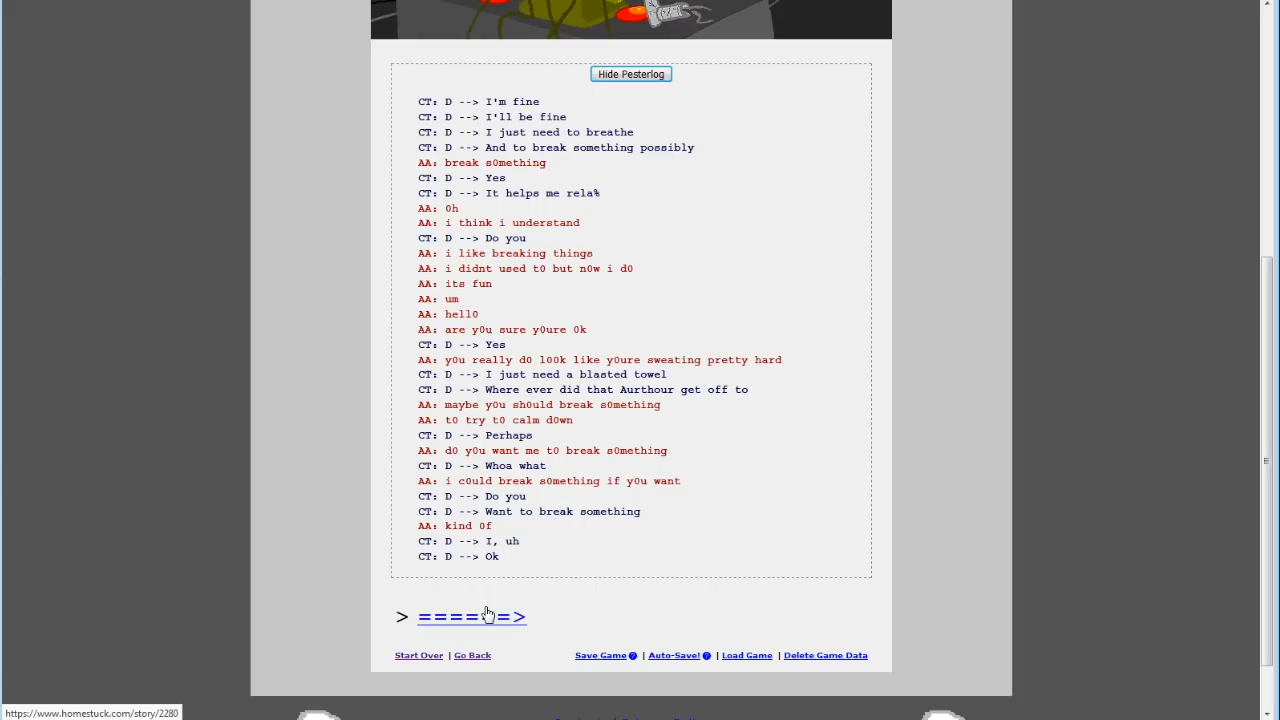 Hide Pesterlog
CT: D --> I'm fine
CT: D --> I'll be fine
CT: D --> I just need to breathe
CT: D --> And to break something possibly
AA: break s0mething
CT: D --> Yes
CT: D --> It helps me rela%
AA: 0h
AA: i think i understand
CT: D --> Do you
AA: i like breaking things
AA: i didnt used t0 but n0w i d0
AA: its fun
AA: um
AA: hell0
AA: are y0u sure y0ure 0k
CT: D --> Yes
AA: y0u really d0 l00k like y0ure sweating pretty hard
CT: D --> I just need a blasted towel
CT: D --> Where ever did that Aurthour get off to
AA: maybe y0u sh0uld break s0mething
AA: t0 try t0 calm d0wn
CT: D --> Perhaps
AA: d0 y0u want me t0 break s0mething
CT: D --> Whoa what
AA: i c0uld break s0mething if y0u want
CT: D --> Do you
CT: D --> Want to break something
AA: kind 0f
CT: D --> I, uh
CT: D --> Ok
> ======>
Start Over | Go Back Save Game ? | Auto-Save! ? | Load Game | Delete Game Data
https://www.homestuck.com/story/2280